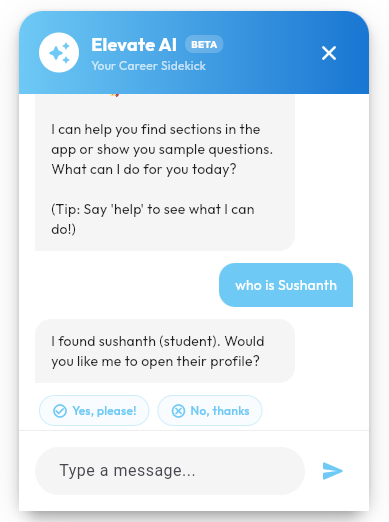 Elevate AI BETA
Your Career Sidekick
I can help you find sections in the
app or show you sample questions.
What can I do for you today?
(Tip: Say 'help' to see what I can
do!)
who is Sushanth
I found sushanth (student). Would
you like me to open their profile?
Yes, please! No, thanks
Type a message...